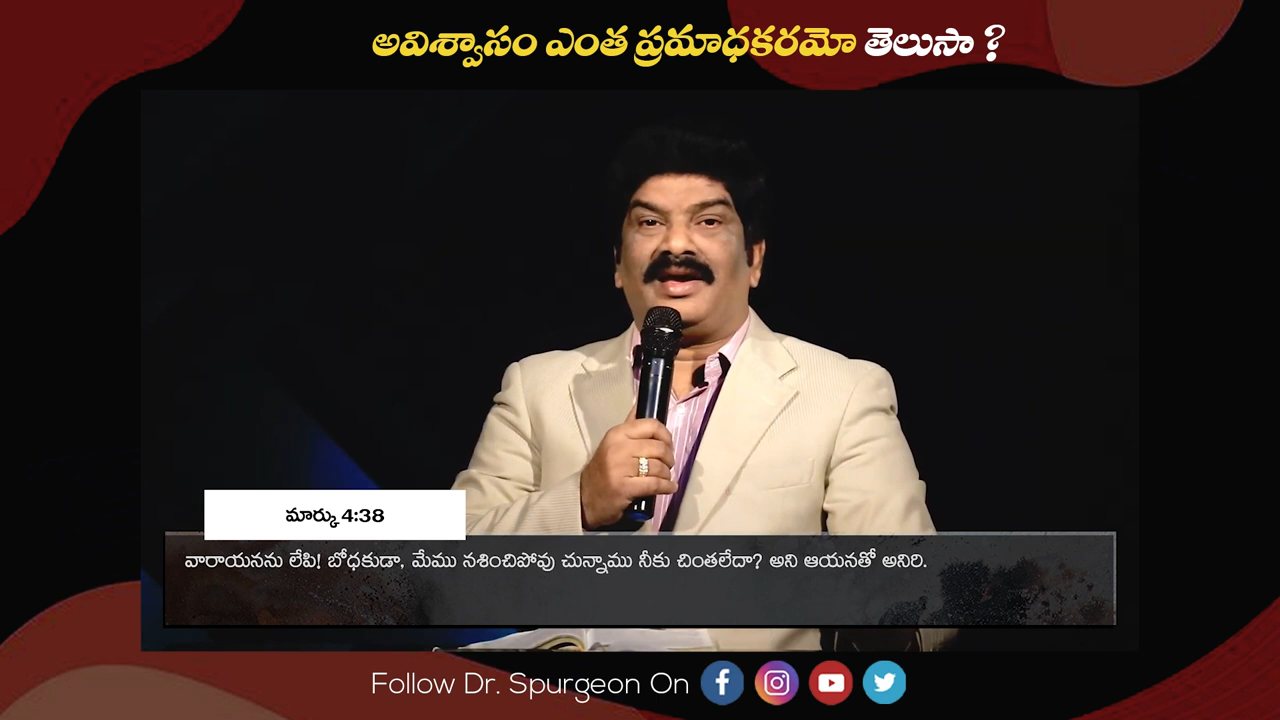 అవిశ్వాసం ఎంత ప్రమాధకరమో తెలుసా ?
మార్కు 4:38
వారాయనను లేపి! బోధకుడా, మేము నశించిపోవు చున్నాము నీకు చింతలేదా? అని ఆయనతో అనిరి.
Follow Dr. Spurgeon On